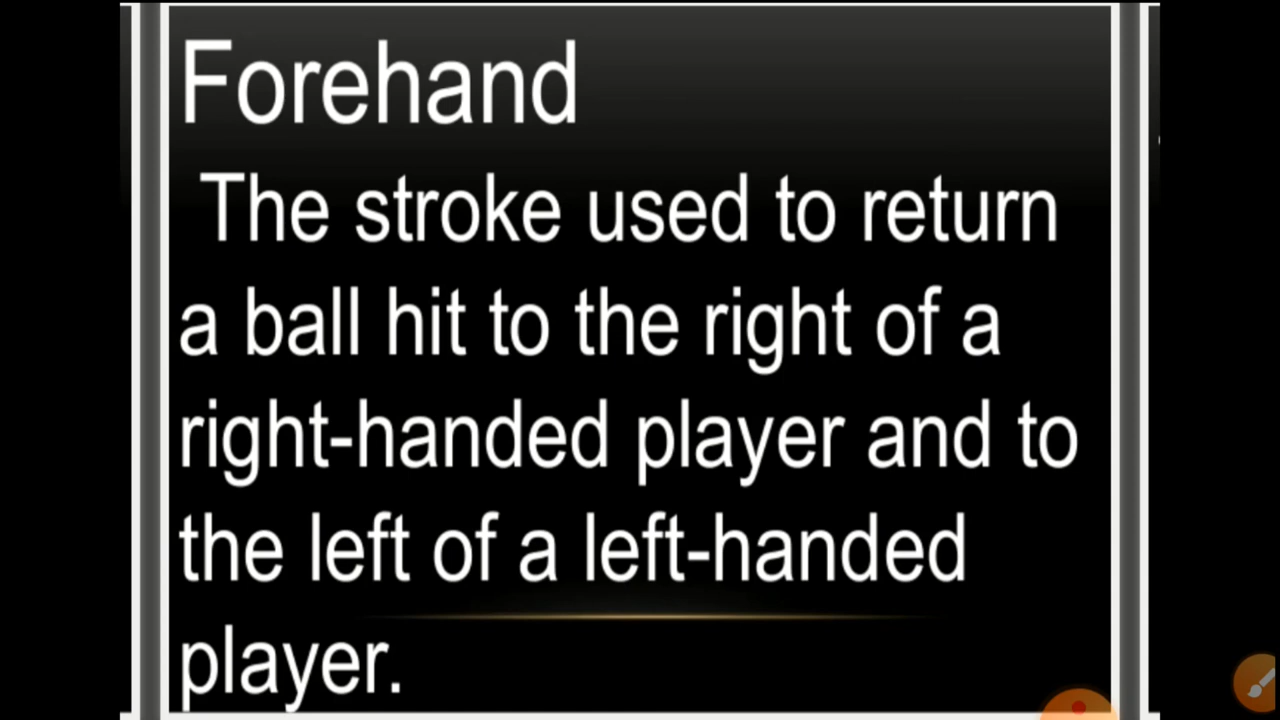 Forehand
The stroke used to return
a ball hit to the right of a
right-handed player and to
the left of a left-handed
player.